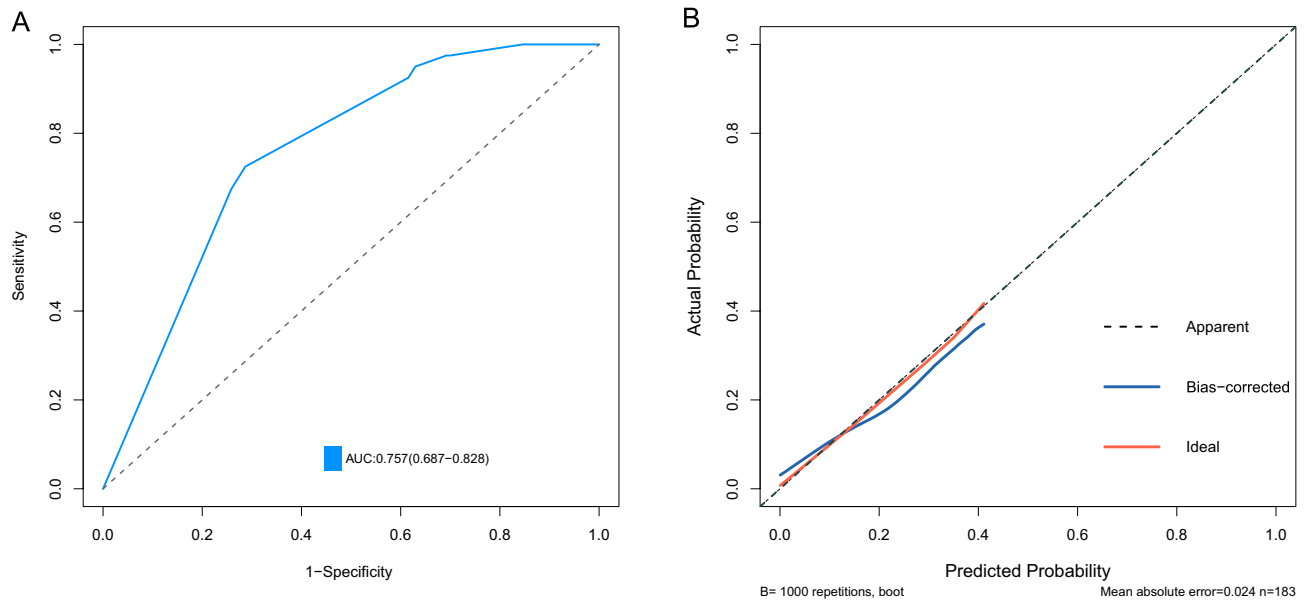 A
1.0
0.8
0.6
0.4
0.2
0.0
Sensitivity
AUC:0.757(0.687−0.828)
0.0 0.2 0.4 0.6 0.8 1.0
1−Specificity
B
1.0
0.8
0.6
0.4
0.2
0.0
Actual Probability
Apparent
Bias−corrected
Ideal
0.0 0.2 0.4 0.6 0.8 1.0
Predicted Probability
B= 1000 repetitions, boot
Mean absolute error=0.024 n=183